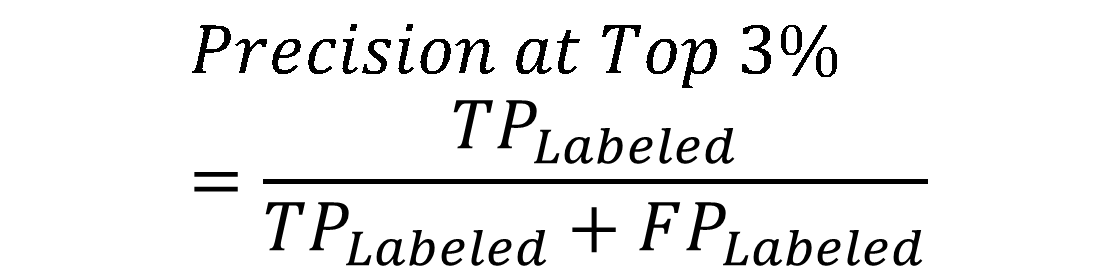 Precision at Top 3%
= TP_Labeled / (TP_Labeled + FP_Labeled)